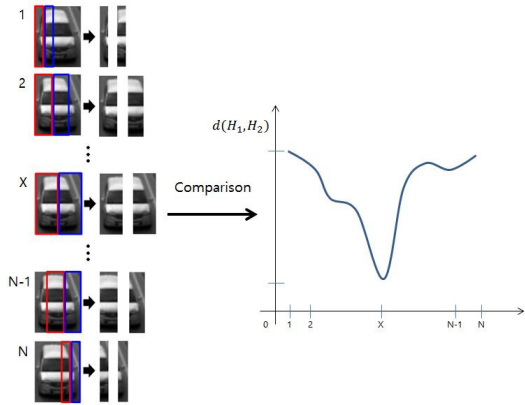 1
2
X
N-1
N
Comparison
d(H₁,H₂)
0 1 2 X N-1 N